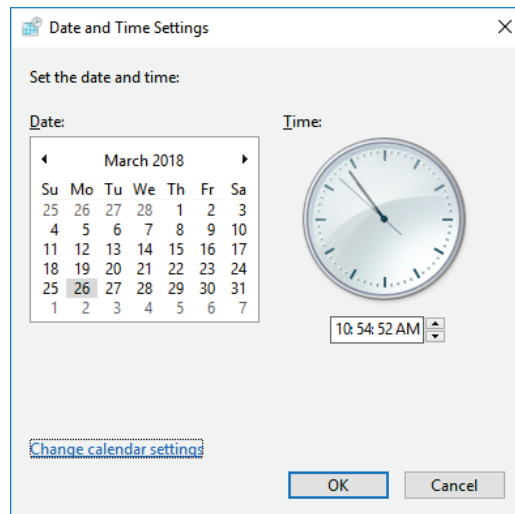 Date and Time Settings
Set the date and time:
Date:
March 2018
Su Mo Tu We Th Fr Sa
25 26 27 28 1 2 3
4 5 6 7 8 9 10
11 12 13 14 15 16 17
18 19 20 21 22 23 24
25 26 27 28 29 30 31
1 2 3 4 5 6 7
Time:
10:54:52 AM
Change calendar settings
OK Cancel